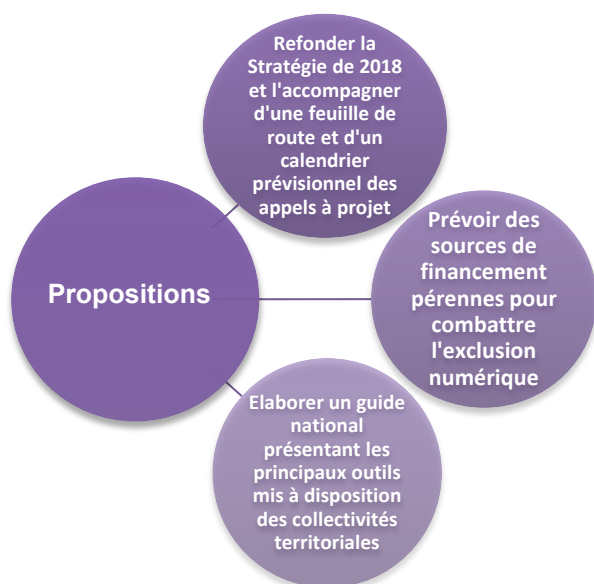 Refonder la
Stratégie de 2018
et l'accompagner
d'une feuille de
route et d'un
calendrier
prévisionnel des
appels à projet
Propositions
Prévoir des
sources de
financement
pérennes pour
combattre
l'exclusion
numérique
Elaborer un guide
national
présentant les
principaux outils
mis à disposition
des collectivités
territoriales